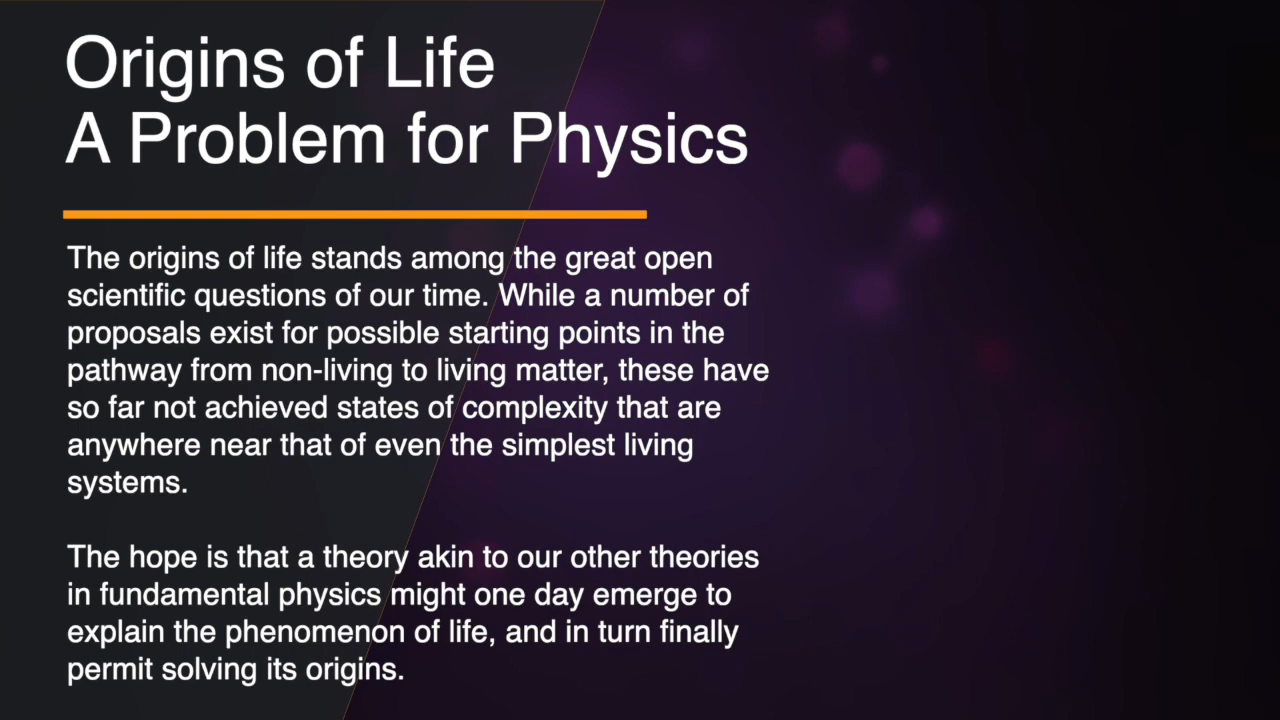 Origins of Life
A Problem for Physics
The origins of life stands among the great open
scientific questions of our time. While a number of
proposals exist for possible starting points in the
pathway from non-living to living matter, these have
so far not achieved states of complexity that are
anywhere near that of even the simplest living
systems.
The hope is that a theory akin to our other theories
in fundamental physics might one day emerge to
explain the phenomenon of life, and in turn finally
permit solving its origins.